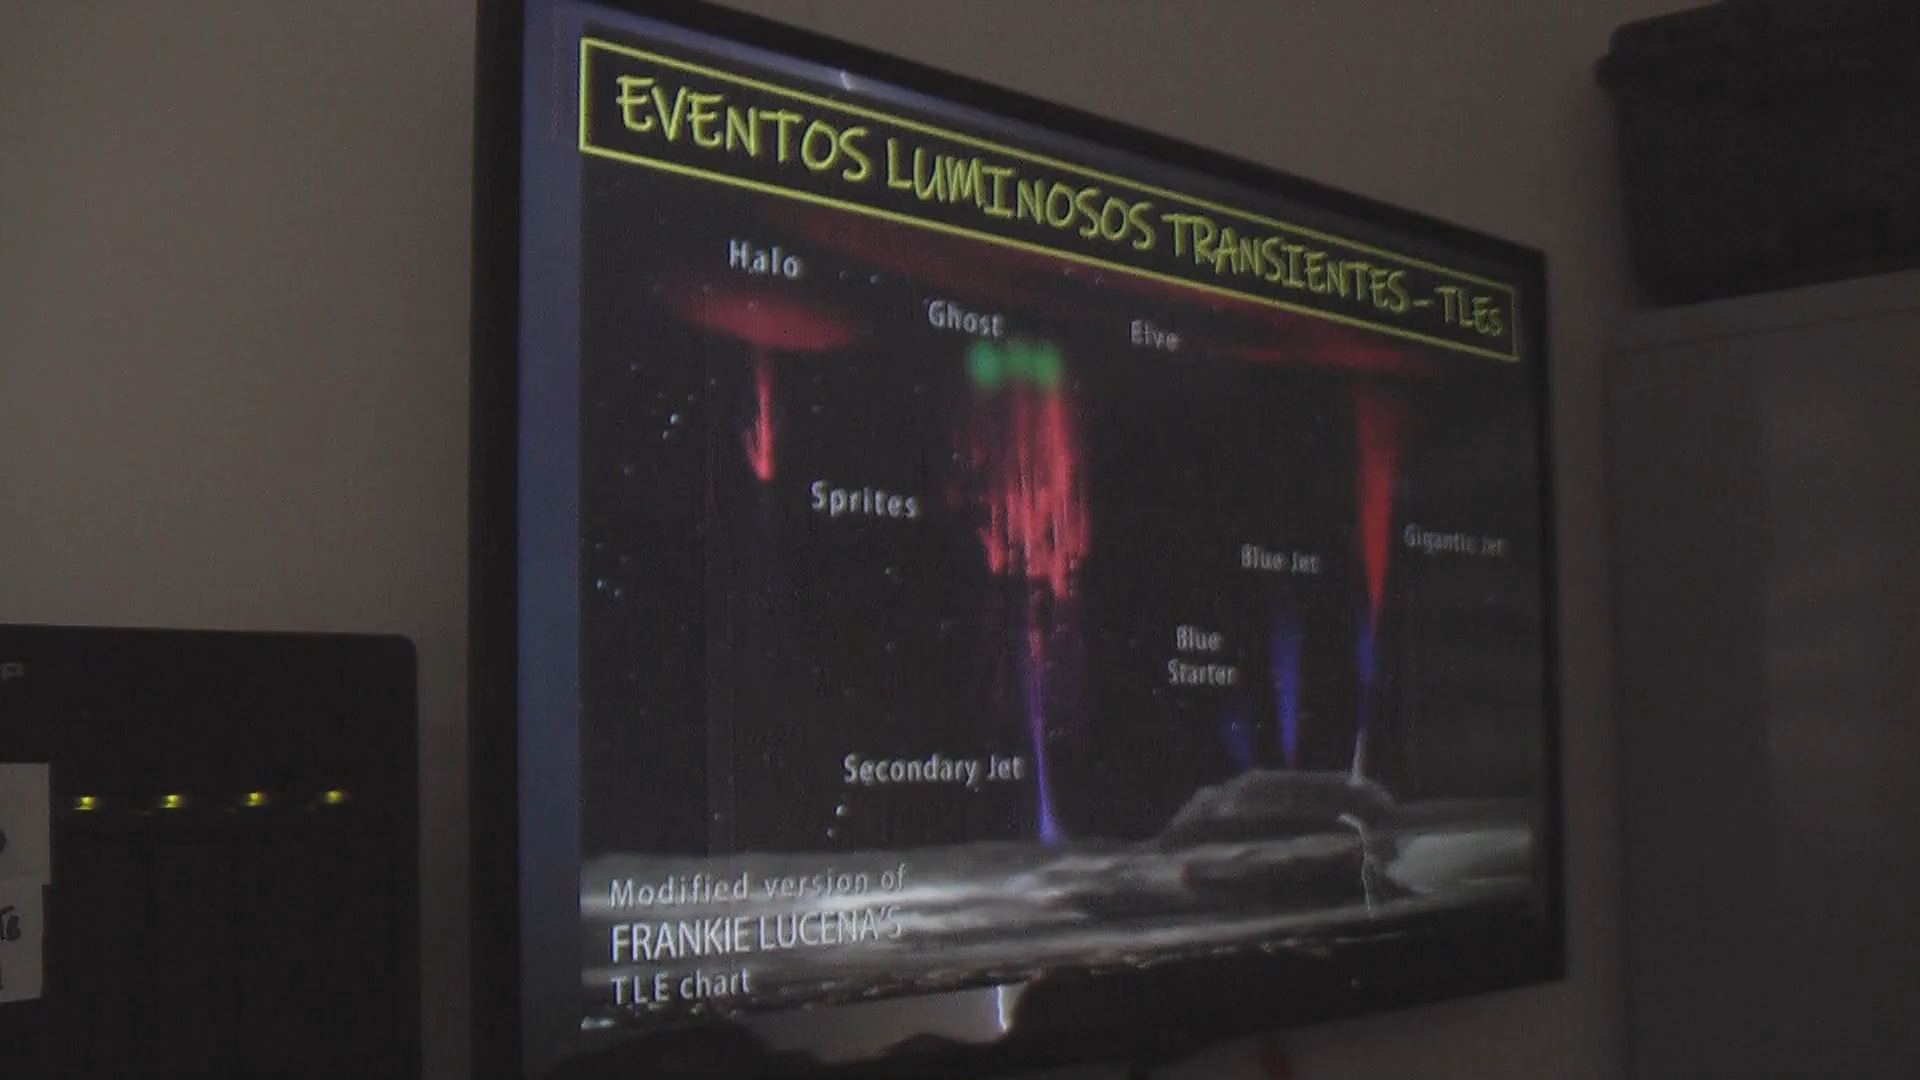 EVENTOS LUMINOSOS TRANSIENTES - TLEs
Halo
Ghost
Elve
Sprites
Gigantic Jet
Blue Jet
Blue
Starter
Secondary Jet
Modified version of
FRANKIE LUCENA'S
TLE chart